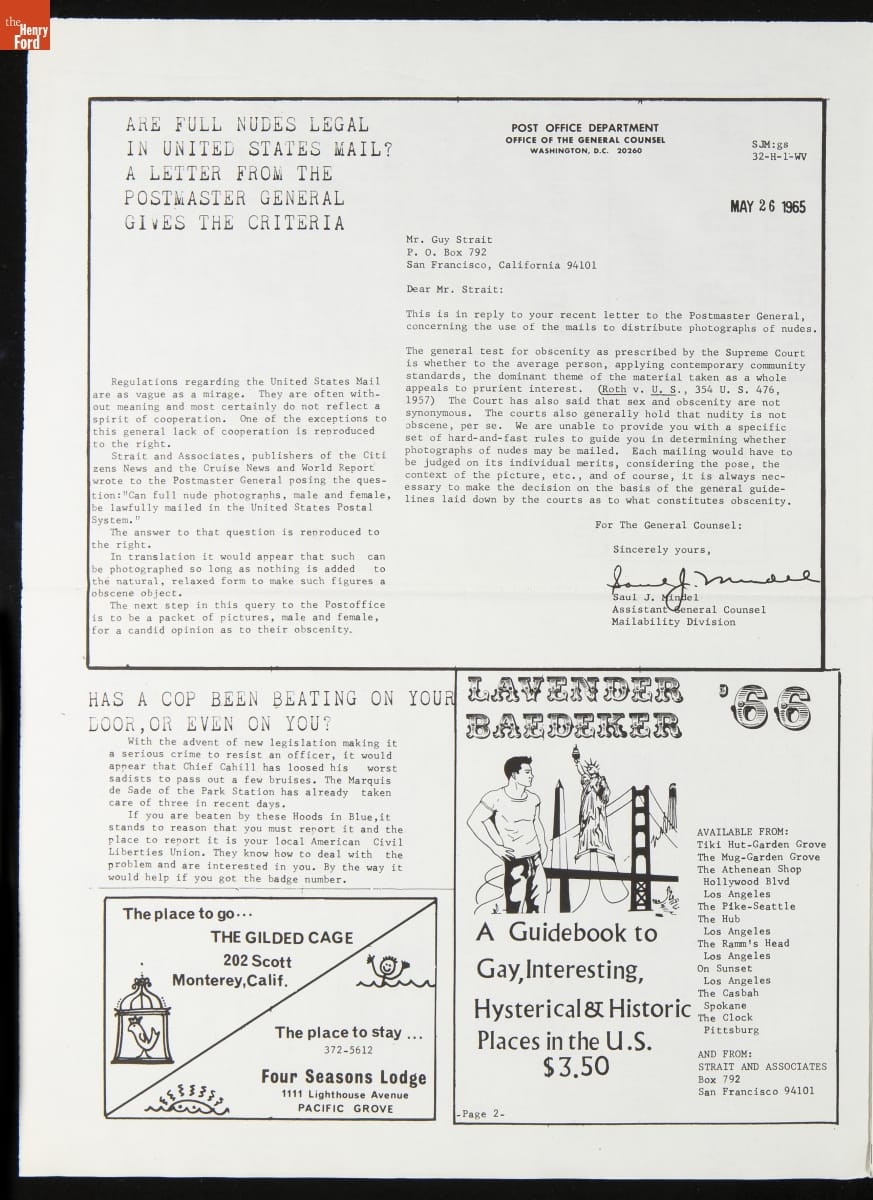 the
Henry
Ford
ARE FULL NUDES LEGAL
IN UNITED STATES MAIL?
A LETTER FROM THE
POSTMASTER GENERAL
GIVES THE CRITERIA
Regulations regarding the United States Mail
are as vague as a mirage. They are often with-
out meaning and most certainly do not reflect a
spirit of cooperation. One of the exceptions to
this general lack of cooperation is reproduced
to the right.
Strait and Associates, publishers of the Citi
zens News and the Cruise News and World Report
wrote to the Postmaster General posing the ques-
tion:"Can full nude photographs, male and female,
be lawfully mailed in the United States Postal
System."
The answer to that question is reproduced to
the right.
In translation it would appear that such can
be photographed so long as nothing is added to
the natural, relaxed form to make such figures a
obscene object.
The next step in this query to the Postoffice
is to be a packet of pictures, male and female,
for a candid opinion as to their obscenity.
POST OFFICE DEPARTMENT
OFFICE OF THE GENERAL COUNSEL
WASHINGTON, D.C. 20260
SJM:gs
32-H-1-WV
MAY 26 1965
Mr. Guy Strait
P. O. Box 792
San Francisco, California 94101
Dear Mr. Strait:
This is in reply to your recent letter to the Postmaster General,
concerning the use of the mails to distribute photographs of nudes.
The general test for obscenity as prescribed by the Supreme Court
is whether to the average person, applying contemporary community
standards, the dominant theme of the material taken as a whole
appeals to prurient interest. (Roth v. U. S., 354 U. S. 476,
1957) The Court has also said that sex and obscenity are not
synonymous. The courts also generally hold that nudity is not
obscene, per se. We are unable to provide you with a specific
set of hard-and-fast rules to guide you in determining whether
photographs of nudes may be mailed. Each mailing would have to
be judged on its individual merits, considering the pose, the
context of the picture, etc., and of course, it is always nec-
essary to make the decision on the basis of the general guide-
lines laid down by the courts as to what constitutes obscenity.
For The General Counsel:
Sincerely yours,
Saul J. Mindel
Saul J. Mindel
Assistant General Counsel
Mailability Division
HAS A COP BEEN BEATING ON YOUR
DOOR,OR EVEN ON YOU?
With the advent of new legislation making it
a serious crime to resist an officer, it would
appear that Chief Cahill has loosed his worst
sadists to pass out a few bruises. The Marquis
de Sade of the Park Station has already taken
care of three in recent days.
If you are beaten by these Hoods in Blue,it
stands to reason that you must report it and the
place to report it is your local American Civil
Liberties Union. They know how to deal with the
problem and are interested in you. By the way it
would help if you got the badge number.
The place to go...
THE GILDED CAGE
202 Scott
Monterey,Calif.
The place to stay ...
372-5612
Four Seasons Lodge
1111 Lighthouse Avenue
PACIFIC GROVE
LAVENDER
BAEDEKER
'66
A Guidebook to
Gay,Interesting,
Hysterical & Historic
Places in the U.S.
$3.50
AVAILABLE FROM:
Tiki Hut-Garden Grove
The Mug-Garden Grove
The Athenean Shop
Hollywood Blvd
Los Angeles
The Pike-Seattle
The Hub
Los Angeles
The Ramm's Head
Los Angeles
On Sunset
Los Angeles
The Casbah
Spokane
The Clock
Pittsburg
AND FROM:
STRAIT AND ASSOCIATES
Box 792
San Francisco 94101
-Page 2-